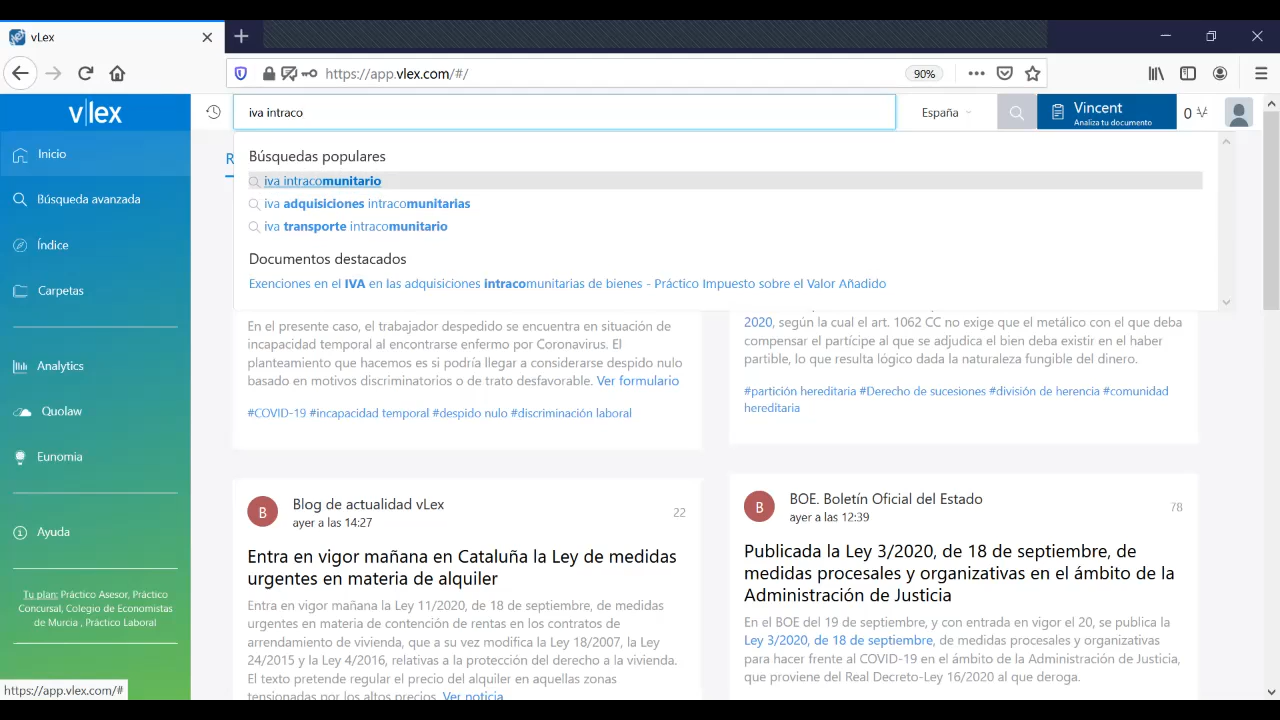 vLex
https://app.vlex.com/#/
90%
v|lex
iva intraco
España
Vincent
Analiza tu documento
0
Inicio
Búsqueda avanzada
Índice
Carpetas
Analytics
Quolaw
Eunomia
Ayuda
Tu plan: Práctico Asesor, Práctico
Concursal, Colegio de Economistas
de Murcia , Práctico Laboral
https://app.vlex.com/#
R
Búsquedas populares
iva intracomunitario
iva adquisiciones intracomunitarias
iva transporte intracomunitario
Documentos destacados
Exenciones en el IVA en las adquisiciones intracomunitarias de bienes - Práctico Impuesto sobre el Valor Añadido
En el presente caso, el trabajador despedido se encuentra en situación de
incapacidad temporal al encontrarse enfermo por Coronavirus. El
planteamiento que hacemos es si podría llegar a considerarse despido nulo
basado en motivos discriminatorios o de trato desfavorable. Ver formulario
#COVID-19 #incapacidad temporal #despido nulo #discriminación laboral
2020, según la cual el art. 1062 CC no exige que el metálico con el que deba
compensar el partícipe al que se adjudica el bien deba existir en el haber
partible, lo que resulta lógico dada la naturaleza fungible del dinero.
#partición hereditaria #Derecho de sucesiones #división de herencia #comunidad
hereditaria
B
Blog de actualidad vLex
ayer a las 14:27
22
Entra en vigor mañana en Cataluña la Ley de medidas
urgentes en materia de alquiler
Entra en vigor mañana la Ley 11/2020, de 18 de septiembre, de medidas
urgentes en materia de contención de rentas en los contratos de
arrendamiento de vivienda, que a su vez modifica la Ley 18/2007, la Ley
24/2015 y la Ley 4/2016, relativas a la protección del derecho a la vivienda.
El texto pretende regular el precio del alquiler en aquellas zonas
tensionadas por los altos precios. Ver noticia
B
BOE. Boletín Oficial del Estado
ayer a las 12:39
78
Publicada la Ley 3/2020, de 18 de septiembre, de
medidas procesales y organizativas en el ámbito de la
Administración de Justicia
En el BOE del 19 de septiembre, y con entrada en vigor el 20, se publica la
Ley 3/2020, de 18 de septiembre, de medidas procesales y organizativas
para hacer frente al COVID-19 en el ámbito de la Administración de Justicia,
que proviene del Real Decreto-Ley 16/2020 al que deroga.